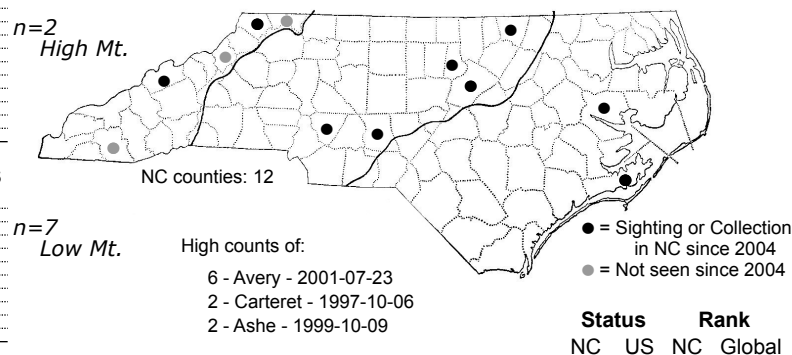 n=2
High Mt.
NC counties: 12
n=7
Low Mt.
High counts of:
6 - Avery - 2001-07-23
2 - Carteret - 1997-10-06
2 - Ashe - 1999-10-09
= Sighting or Collection
in NC since 2004
= Not seen since 2004
Status Rank
NC US NC Global